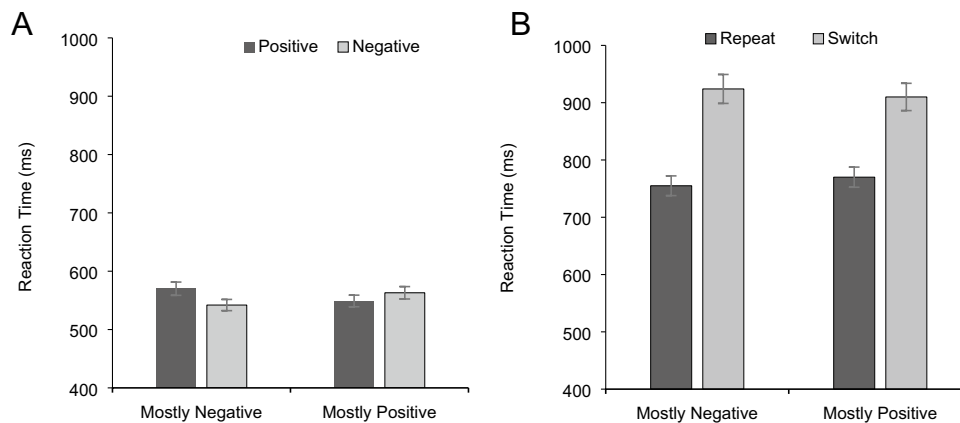 A
1000
900
800
700
600
500
400
Reaction Time (ms)
Positive Negative
Mostly Negative Mostly Positive
B
1000
900
800
700
600
500
400
Reaction Time (ms)
Repeat Switch
Mostly Negative Mostly Positive